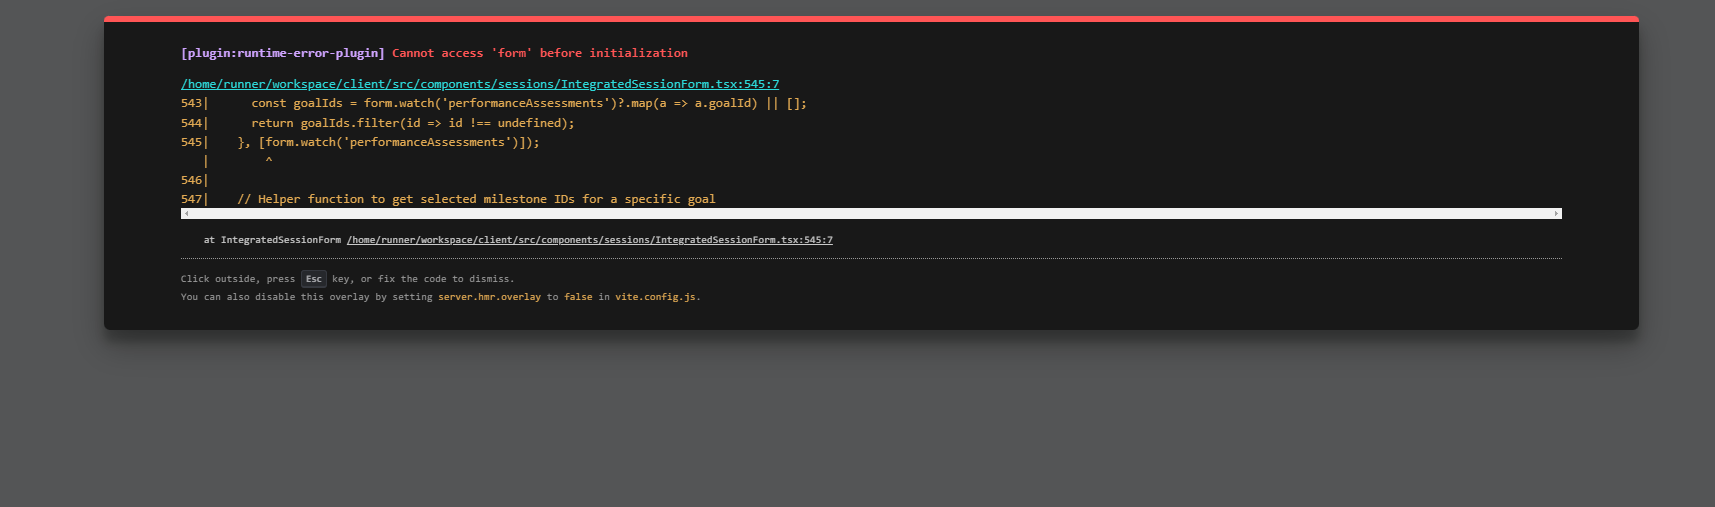 [plugin:runtime-error-plugin] Cannot access 'form' before initialization
/home/runner/workspace/client/src/components/sessions/IntegratedSessionForm.tsx:545:7
543|      const goalIds = form.watch('performanceAssessments')?.map(a => a.goalId) || [];
544|      return goalIds.filter(id => id !== undefined);
545|    }, [form.watch('performanceAssessments')]);
   |        ^
546|
547|    // Helper function to get selected milestone IDs for a specific goal
at IntegratedSessionForm /home/runner/workspace/client/src/components/sessions/IntegratedSessionForm.tsx:545:7
Click outside, press Esc key, or fix the code to dismiss.
You can also disable this overlay by setting server.hmr.overlay to false in vite.config.js.